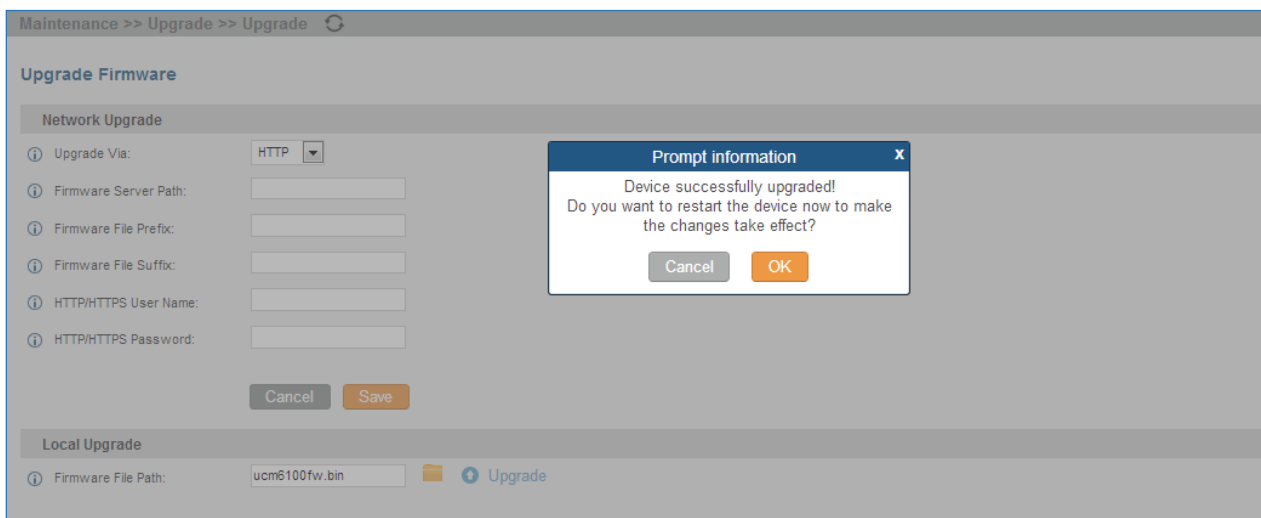 Maintenance >> Upgrade >> Upgrade
Upgrade Firmware
Network Upgrade
Upgrade Via: HTTP
Firmware Server Path:
Firmware File Prefix:
Firmware File Suffix:
HTTP/HTTPS User Name:
HTTP/HTTPS Password:
Cancel Save
Local Upgrade
Firmware File Path: ucm6100fw.bin Upgrade
Prompt information x
Device successfully upgraded!
Do you want to restart the device now to make
the changes take effect?
Cancel OK